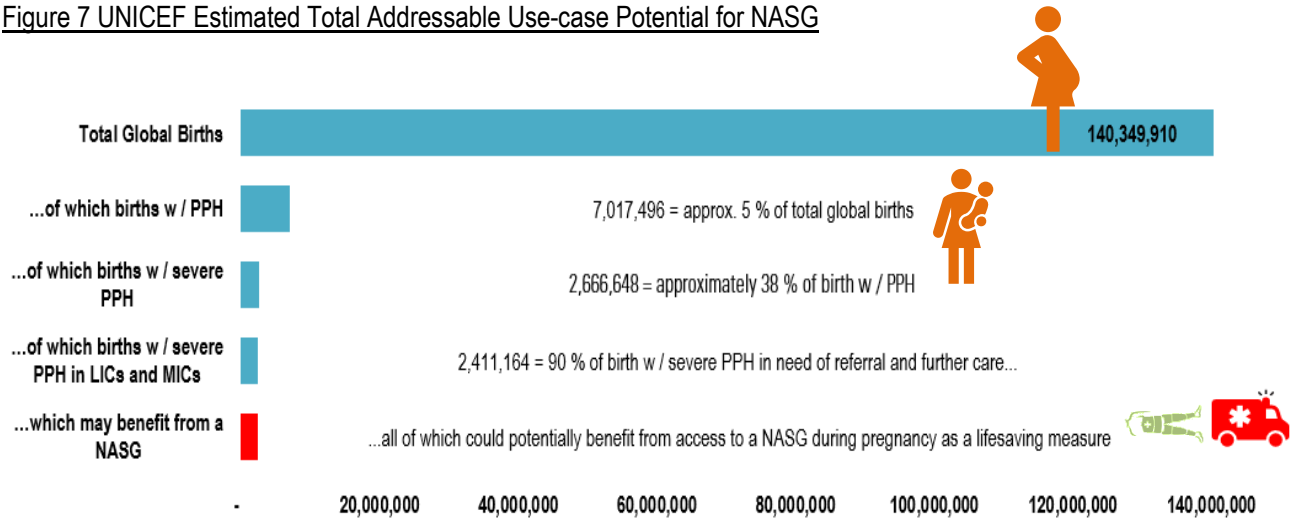 Figure 7 UNICEF Estimated Total Addressable Use-case Potential for NASG
Total Global Births
140,349,910
...of which births w / PPH
7,017,496 = approx. 5 % of total global births
...of which births w / severe
PPH
2,666,648 = approximately 38 % of birth w / PPH
...of which births w / severe
PPH in LICs and MICs
2,411,164 = 90 % of birth w / severe PPH in need of referral and further care...
...which may benefit from a
NASG
...all of which could potentially benefit from access to a NASG during pregnancy as a lifesaving measure
- 20,000,000 40,000,000 60,000,000 80,000,000 100,000,000 120,000,000 140,000,000